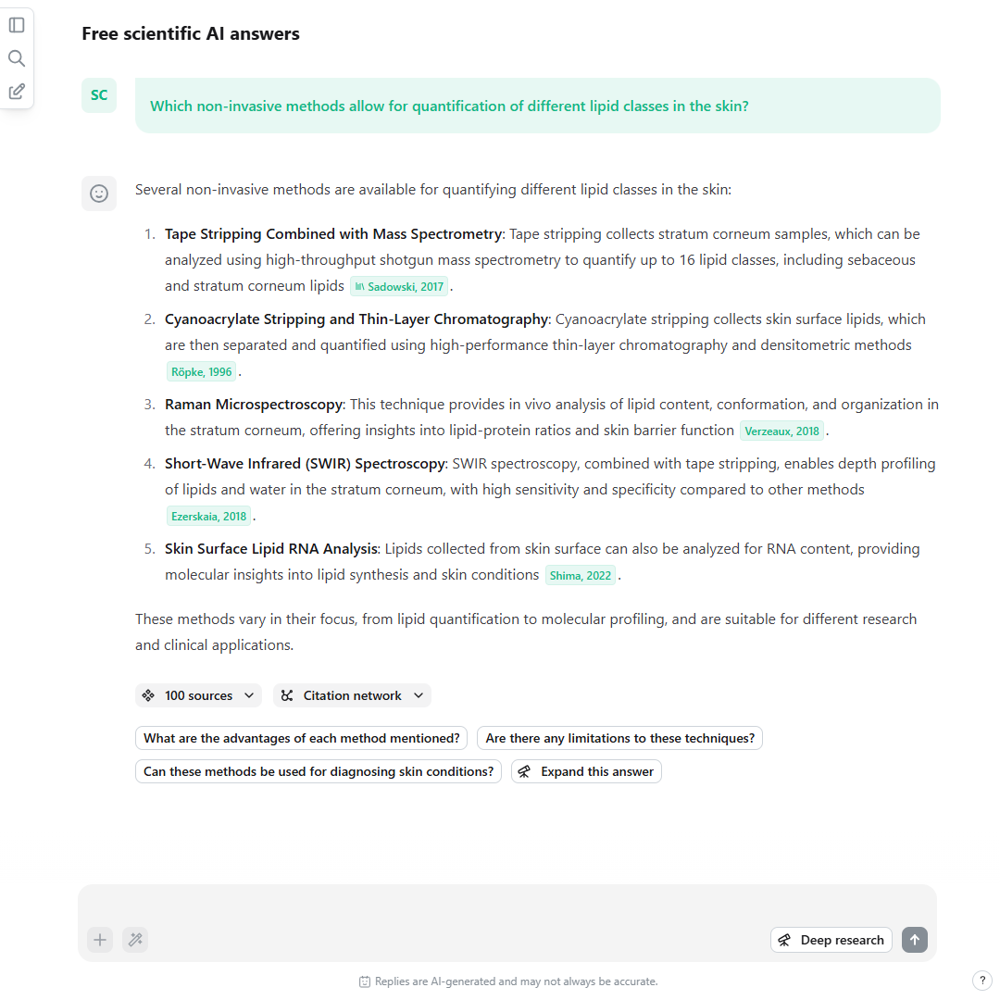 Free scientific AI answers
SC
Which non-invasive methods allow for quantification of different lipid classes in the skin?
Several non-invasive methods are available for quantifying different lipid classes in the skin:
1. Tape Stripping Combined with Mass Spectrometry: Tape stripping collects stratum corneum samples, which can be
analyzed using high-throughput shotgun mass spectrometry to quantify up to 16 lipid classes, including sebaceous
and stratum corneum lipids Sadowski, 2017 .
2. Cyanoacrylate Stripping and Thin-Layer Chromatography: Cyanoacrylate stripping collects skin surface lipids, which
are then separated and quantified using high-performance thin-layer chromatography and densitometric methods
Röpke, 1996 .
3. Raman Microspectroscopy: This technique provides in vivo analysis of lipid content, conformation, and organization in
the stratum corneum, offering insights into lipid-protein ratios and skin barrier function Verzeaux, 2018 .
4. Short-Wave Infrared (SWIR) Spectroscopy: SWIR spectroscopy, combined with tape stripping, enables depth profiling
of lipids and water in the stratum corneum, with high sensitivity and specificity compared to other methods
Ezerskaia, 2018 .
5. Skin Surface Lipid RNA Analysis: Lipids collected from skin surface can also be analyzed for RNA content, providing
molecular insights into lipid synthesis and skin conditions Shima, 2022 .
These methods vary in their focus, from lipid quantification to molecular profiling, and are suitable for different research
and clinical applications.
100 sources Citation network
What are the advantages of each method mentioned? Are there any limitations to these techniques?
Can these methods be used for diagnosing skin conditions? Expand this answer
Deep research
Replies are AI-generated and may not always be accurate.
?